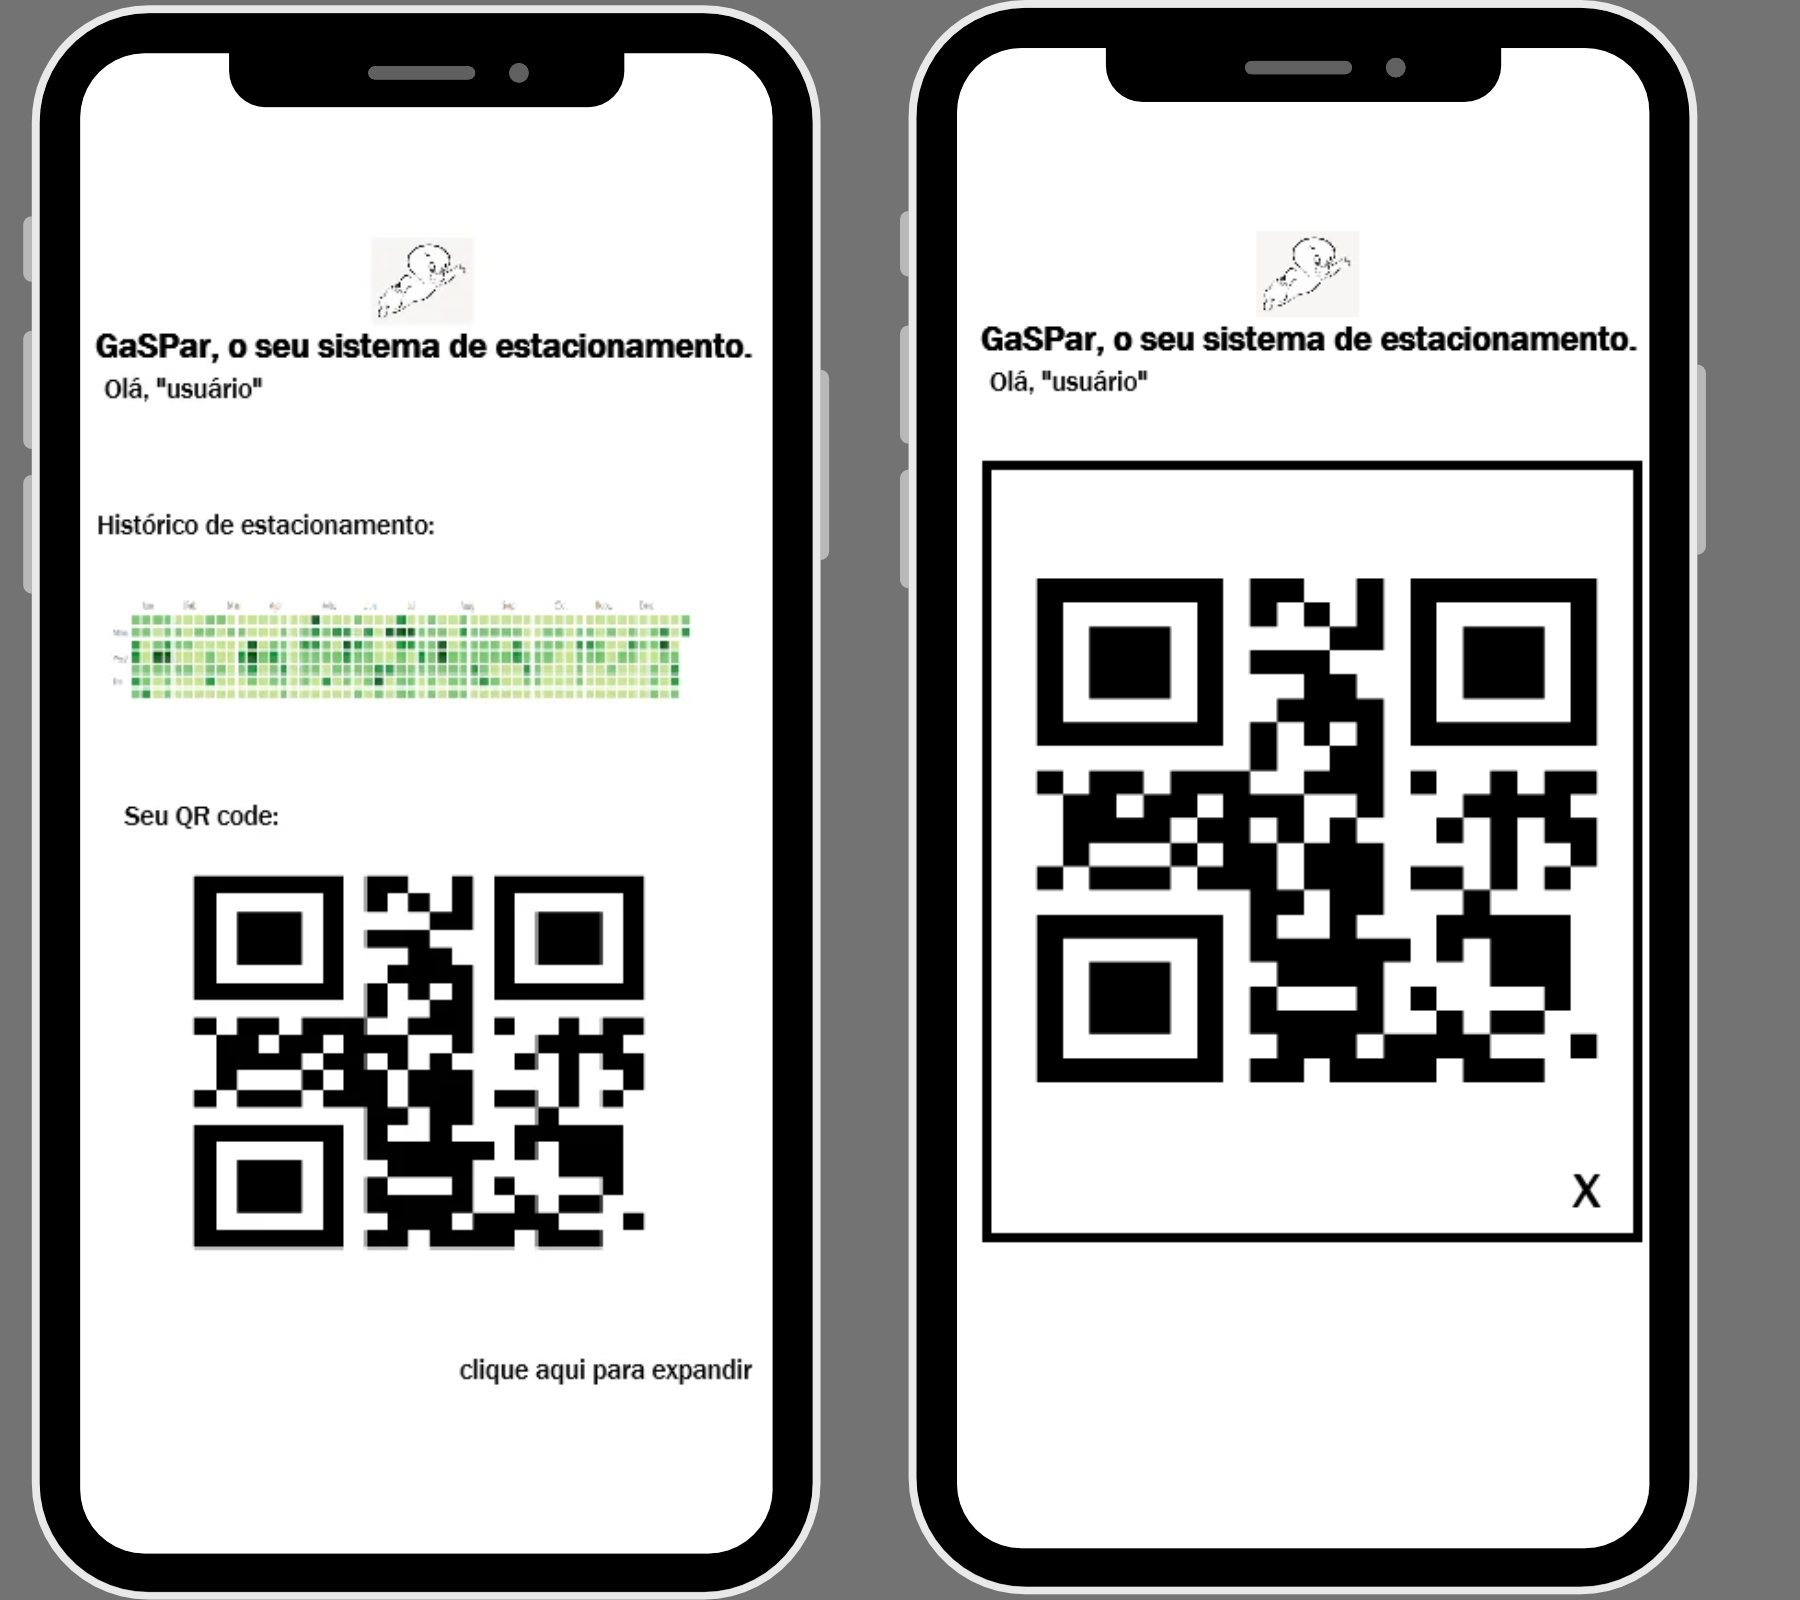 GaSPar, o seu sistema de estacionamento.
Olá, "usuário"
Histórico de estacionamento:
Seu QR code:
clique aqui para expandir
GaSPar, o seu sistema de estacionamento.
Olá, "usuário"
X